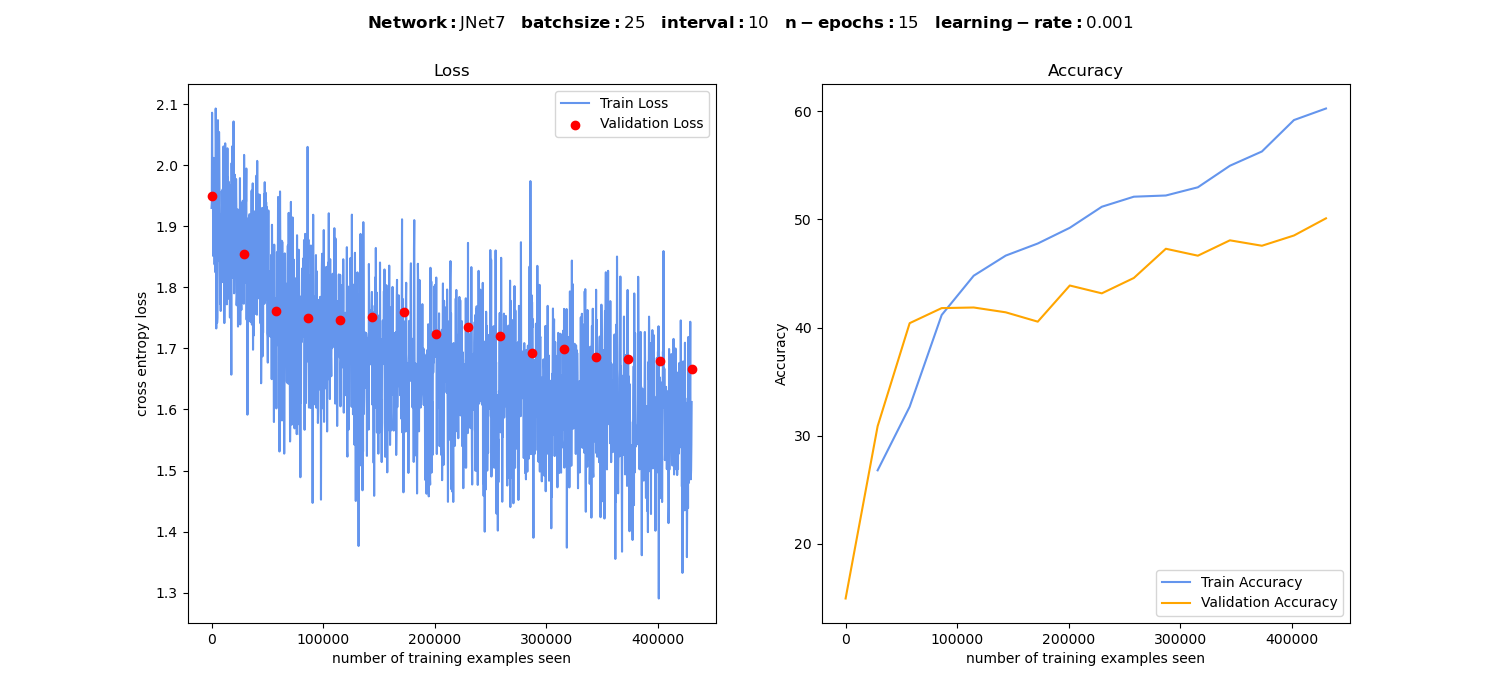 Network: JNet7 batchsize: 25 interval: 10 n − epochs: 15 learning − rate: 0.001
Loss
2.1
2.0
1.9
1.8
1.7
1.6
1.5
1.4
1.3
cross entropy loss
Train Loss
Validation Loss
0 100000 200000 300000 400000
number of training examples seen
Accuracy
60
50
40
30
20
Accuracy
Train Accuracy
Validation Accuracy
0 100000 200000 300000 400000
number of training examples seen